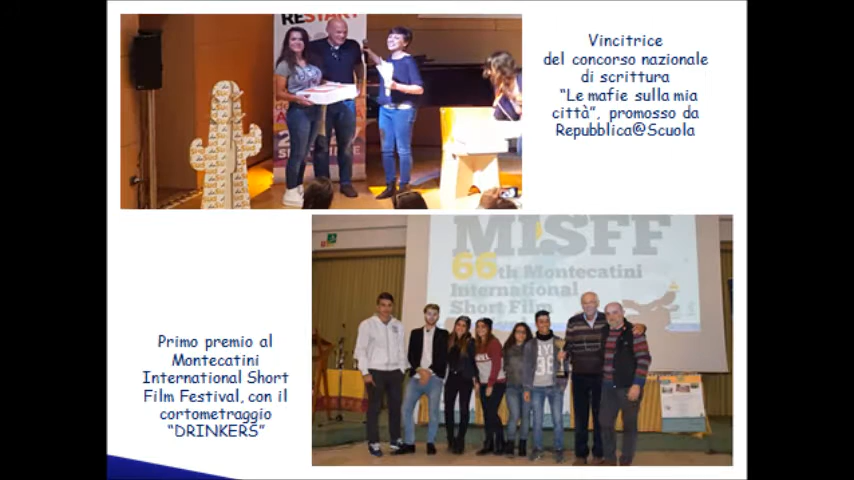 RESTART
Vincitrice
del concorso nazionale
di scrittura
“Le mafie sulla mia
città”, promosso da
Repubblica@Scuola
MISFF
66th Montecatini
International
Short Film
Primo premio al
Montecatini
International Short
Film Festival, con il
cortometraggio
“DRINKERS”